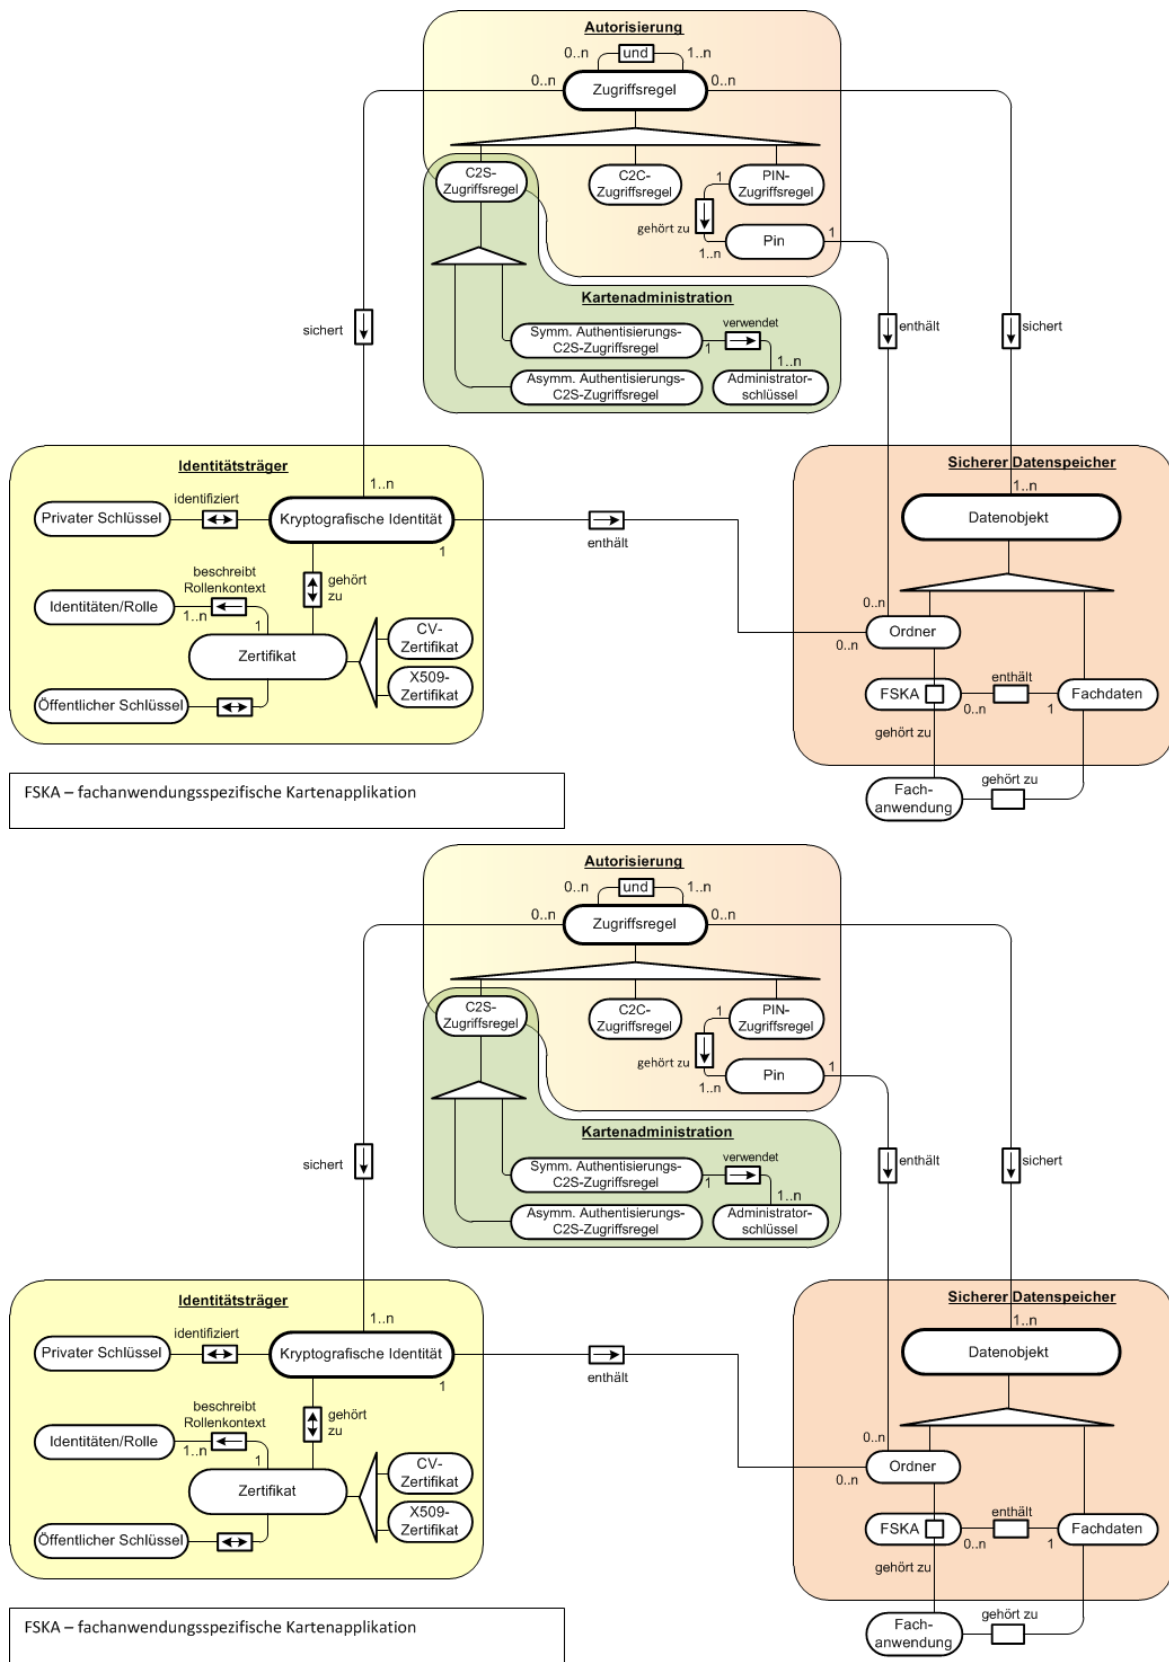 Autorisierung
0..n
und
1..n
0..n
Zugriffsregel
0..n
C2S-
Zugriffsregel
C2C-
Zugriffsregel
1
PIN-
Zugriffsregel
gehört zu
1..n
Pin
1
Kartenadministration
sichert
Symm. Authentisierungs-
C2S-Zugriffsregel
1
verwendet
1..n
Asymm. Authentisierungs-
C2S-Zugriffsregel
Administrator-
schlüssel
enthält
sichert
Identitätsträger
1..n
Privater Schlüssel
identifiziert
Kryptografische Identität
1
enthält
Identitäten/Rolle
beschreibt
Rollenkontext
1..n
1
gehört
zu
Zertifikat
CV-
Zertifikat
X509-
Zertifikat
Öffentlicher Schlüssel
Sicherer Datenspeicher
1..n
Datenobjekt
0..n
Ordner
0..n
FSKA
0..n
enthält
1
Fachdaten
gehört zu
gehört zu
Fach-
anwendung
FSKA – fachanwendungsspezifische Kartenapplikation
Autorisierung
0..n
und
1..n
0..n
Zugriffsregel
0..n
C2S-
Zugriffsregel
C2C-
Zugriffsregel
1
PIN-
Zugriffsregel
gehört zu
1..n
Pin
1
Kartenadministration
sichert
Symm. Authentisierungs-
C2S-Zugriffsregel
1
verwendet
1..n
Asymm. Authentisierungs-
C2S-Zugriffsregel
Administrator-
schlüssel
enthält
sichert
Identitätsträger
1..n
Privater Schlüssel
identifiziert
Kryptografische Identität
1
enthält
Identitäten/Rolle
beschreibt
Rollenkontext
1..n
1
gehört
zu
Zertifikat
CV-
Zertifikat
X509-
Zertifikat
Öffentlicher Schlüssel
Sicherer Datenspeicher
1..n
Datenobjekt
0..n
Ordner
0..n
FSKA
0..n
enthält
1
Fachdaten
gehört zu
gehört zu
Fach-
anwendung
FSKA – fachanwendungsspezifische Kartenapplikation